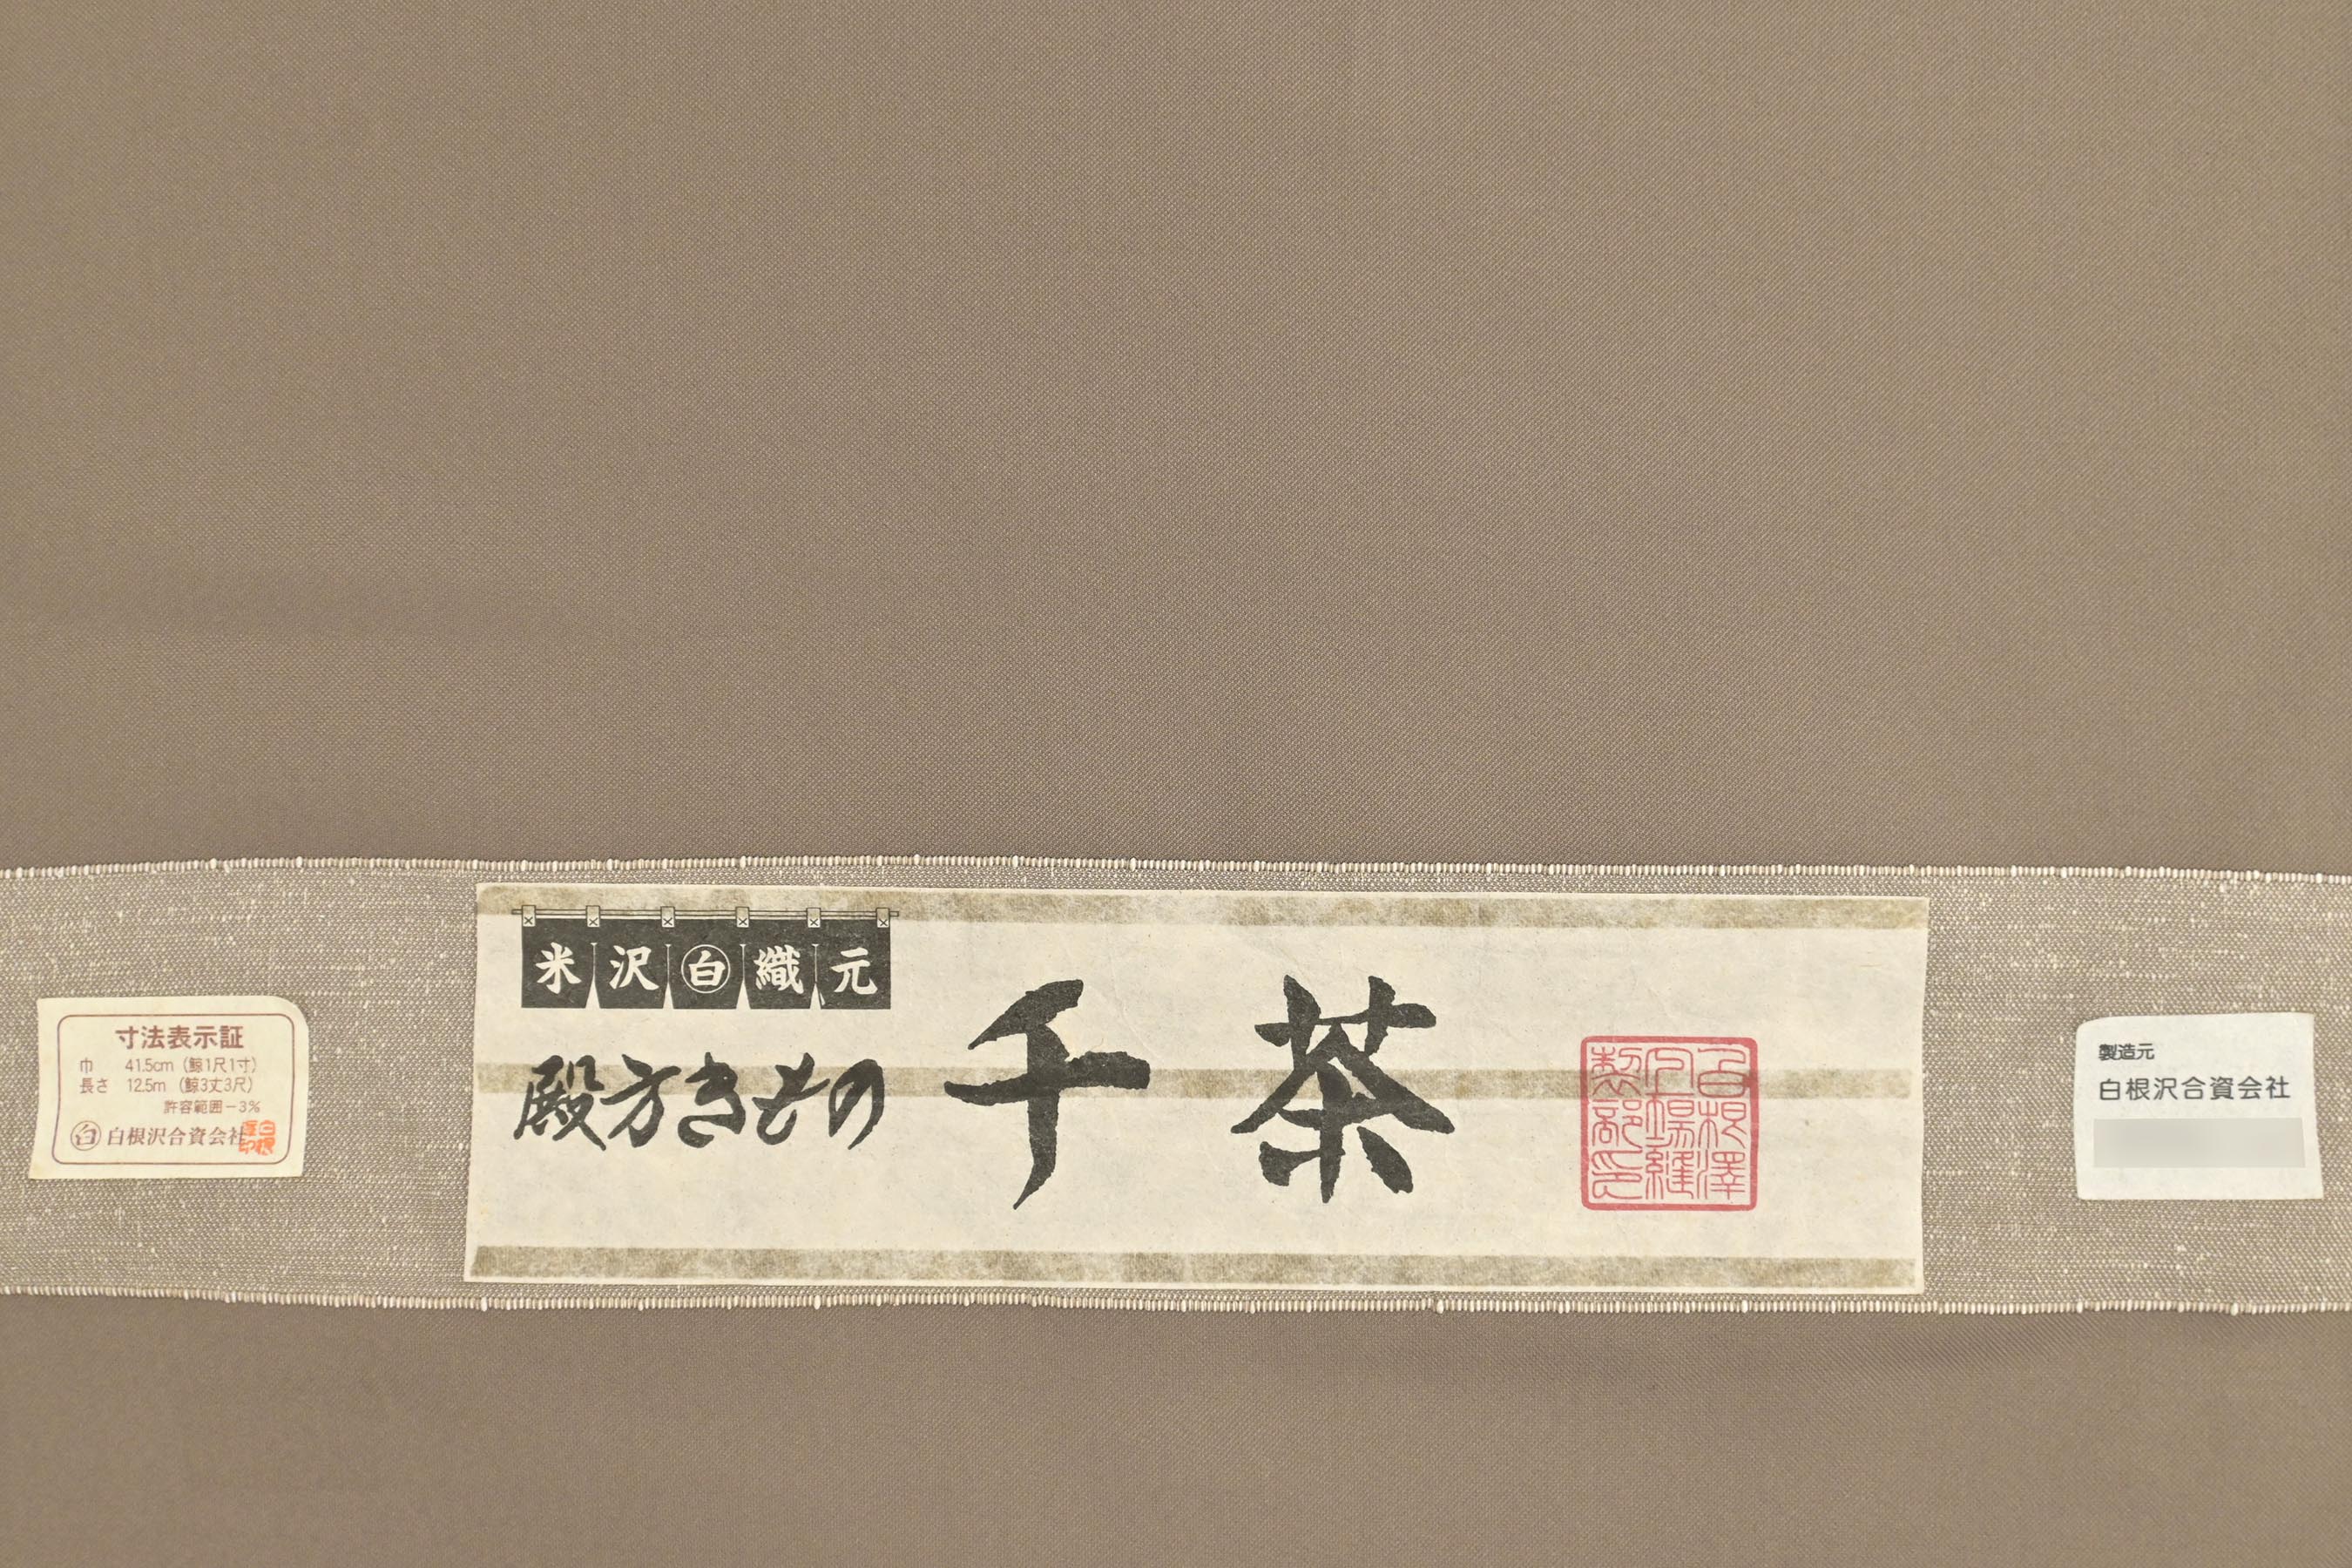 寸法表示証
巾 41.5cm（鯨1尺1寸）
長さ 12.5m（鯨3丈3尺）
許容範囲－3%
白 白根沢合資会社
米沢白織元
殿方きもの
千茶
製造元
白根沢合資会社